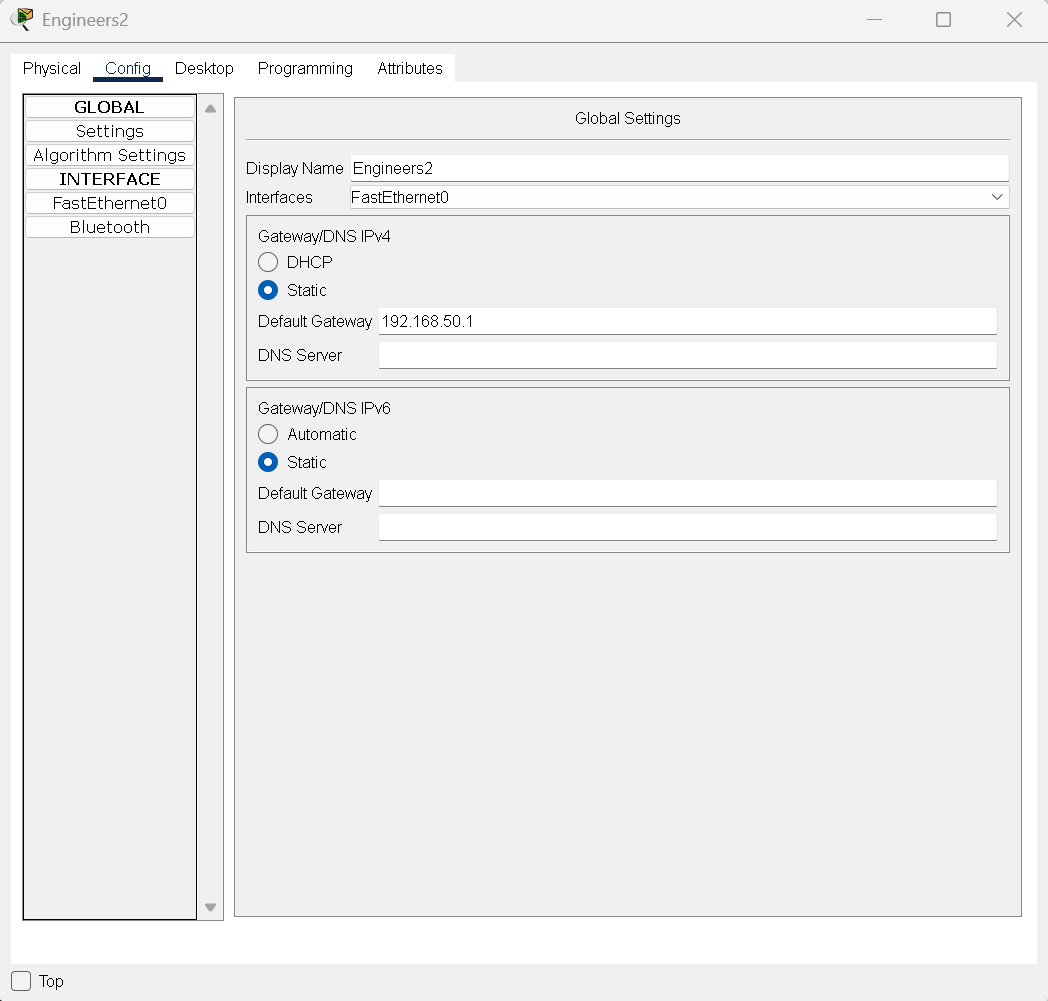 Engineers2
Physical Config Desktop Programming Attributes
GLOBAL
Settings
Algorithm Settings
INTERFACE
FastEthernet0
Bluetooth
Global Settings
Display Name Engineers2
Interfaces FastEthernet0
Gateway/DNS IPv4
DHCP
Static
Default Gateway 192.168.50.1
DNS Server
Gateway/DNS IPv6
Automatic
Static
Default Gateway
DNS Server
Top